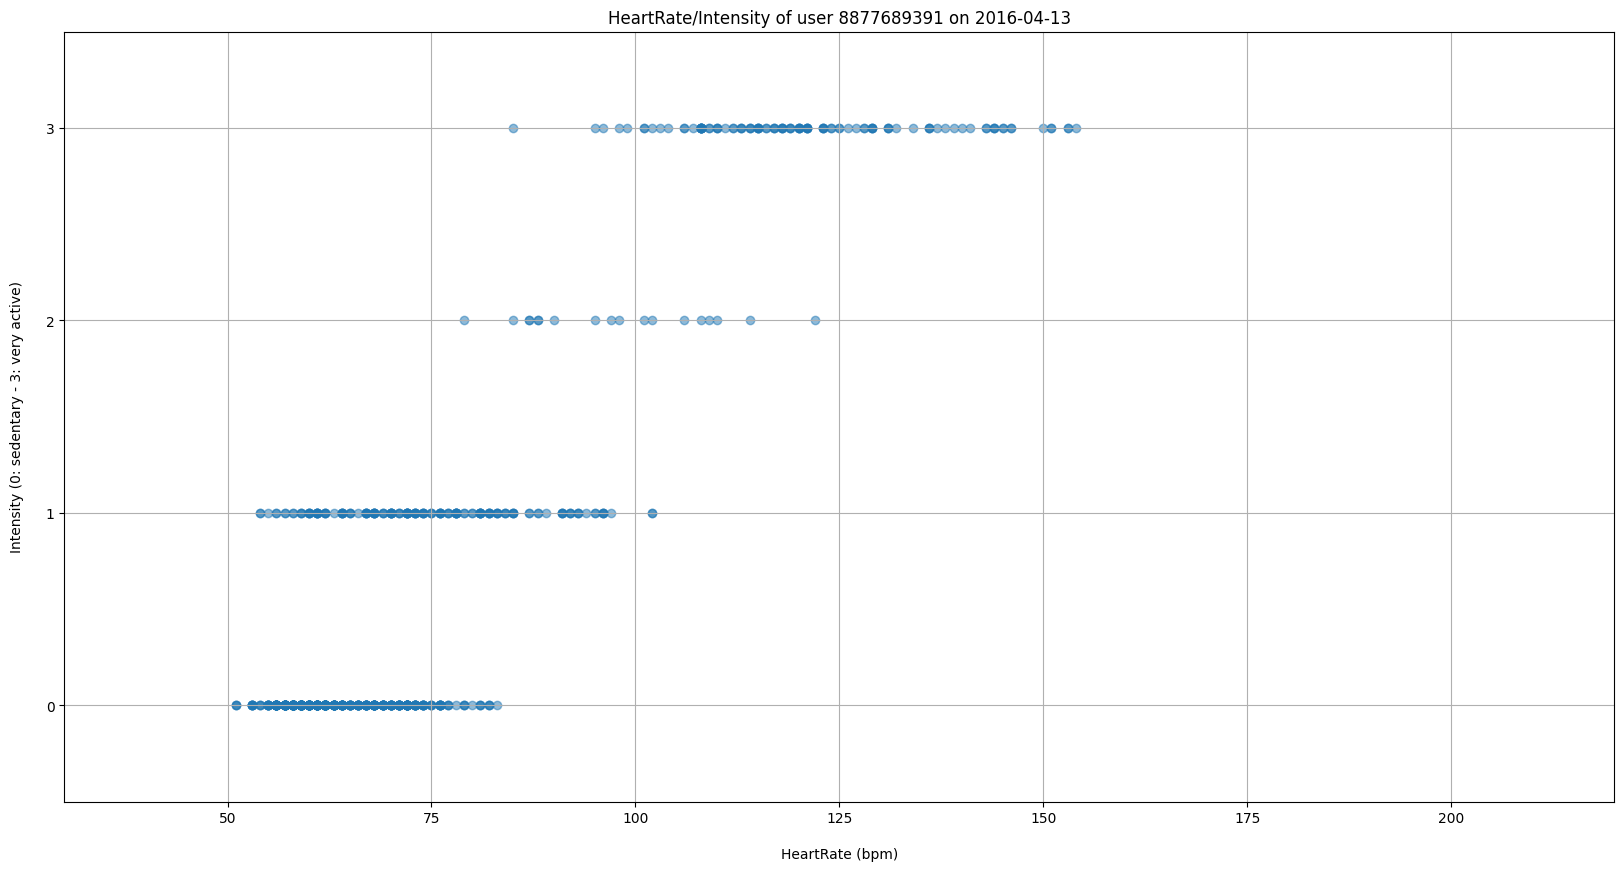 HeartRate/Intensity of user 8877689391 on 2016-04-13
Intensity (0: sedentary - 3: very active)
3
2
1
0
50 75 100 125 150 175 200
HeartRate (bpm)